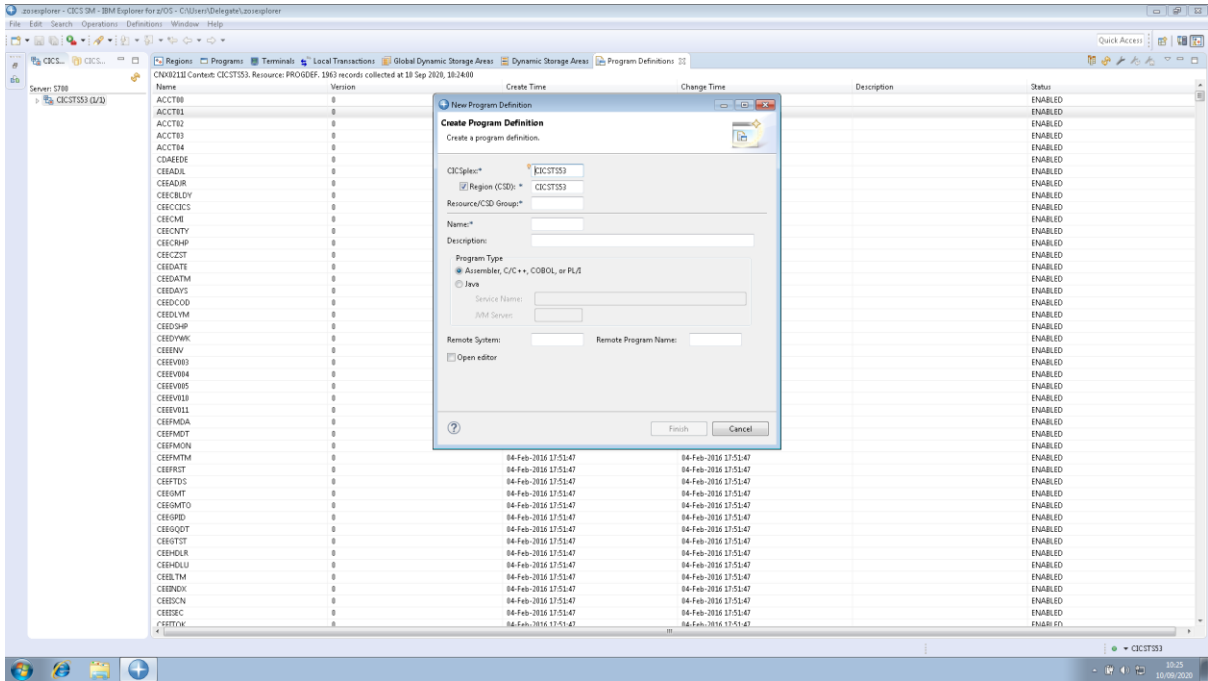 .zosexplorer - CICS SM - IBM Explorer for z/OS - C:\Users\Delegate\.zosexplorer
File Edit Search Operations Definitions Window Help
Quick Access
CICS... CICS...
Regions Programs Terminals Local Transactions Global Dynamic Storage Areas Dynamic Storage Areas Program Definitions
CNX0211I Context: CICSTS53. Resource: PROGDEF. 1963 records collected at 10 Sep 2020, 10:24:00
Server: S700
CICSTS53 (1/1)
Name Version Create Time Change Time Description Status
ACCT00 0 ENABLED
ACCT01 0 ENABLED
ACCT02 0 ENABLED
ACCT03 0 ENABLED
ACCT04 0 ENABLED
CDAEEDE 0 ENABLED
CEEADJL 0 ENABLED
CEEADJR 0 ENABLED
CEECBLDY 0 ENABLED
CEECCICS 0 ENABLED
CEECMI 0 ENABLED
CEECNTY 0 ENABLED
CEECRHP 0 ENABLED
CEECZST 0 ENABLED
CEEDATE 0 ENABLED
CEEDATM 0 ENABLED
CEEDAYS 0 ENABLED
CEEDCOD 0 ENABLED
CEEDLYM 0 ENABLED
CEEDSHP 0 ENABLED
CEEDYWK 0 ENABLED
CEEENV 0 ENABLED
CEEEV003 0 ENABLED
CEEEV004 0 ENABLED
CEEEV005 0 ENABLED
CEEEV010 0 ENABLED
CEEEV011 0 ENABLED
CEEFMDA 0 ENABLED
CEEFMDT 0 ENABLED
CEEFMON 0 ENABLED
CEEFMTM 0 04-Feb-2016 17:51:47 04-Feb-2016 17:51:47 ENABLED
CEEFRST 0 04-Feb-2016 17:51:47 04-Feb-2016 17:51:47 ENABLED
CEEFTDS 0 04-Feb-2016 17:51:47 04-Feb-2016 17:51:47 ENABLED
CEEGMT 0 04-Feb-2016 17:51:47 04-Feb-2016 17:51:47 ENABLED
CEEGMTO 0 04-Feb-2016 17:51:47 04-Feb-2016 17:51:47 ENABLED
CEEGPID 0 04-Feb-2016 17:51:47 04-Feb-2016 17:51:47 ENABLED
CEEGQDT 0 04-Feb-2016 17:51:47 04-Feb-2016 17:51:47 ENABLED
CEEGTST 0 04-Feb-2016 17:51:47 04-Feb-2016 17:51:47 ENABLED
CEEHDLR 0 04-Feb-2016 17:51:47 04-Feb-2016 17:51:47 ENABLED
CEEHDLU 0 04-Feb-2016 17:51:47 04-Feb-2016 17:51:47 ENABLED
CEEILTM 0 04-Feb-2016 17:51:47 04-Feb-2016 17:51:47 ENABLED
CEEINDX 0 04-Feb-2016 17:51:47 04-Feb-2016 17:51:47 ENABLED
CEEISCN 0 04-Feb-2016 17:51:47 04-Feb-2016 17:51:47 ENABLED
CEEISEC 0 04-Feb-2016 17:51:47 04-Feb-2016 17:51:47 ENABLED
CEEITOK 0 04-Feb-2016 17:51:47 04-Feb-2016 17:51:47 ENABLED
New Program Definition
Create Program Definition
Create a program definition.
CICSplex:* CICSTS53
Region (CSD): * CICSTS53
Resource/CSD Group:*
Name:*
Description:
Program Type
Assembler, C/C++, COBOL, or PL/I
Java
Service Name:
JVM Server:
Remote System: Remote Program Name:
Open editor
? Finish Cancel
CICSTS53
10:25
10/09/2020